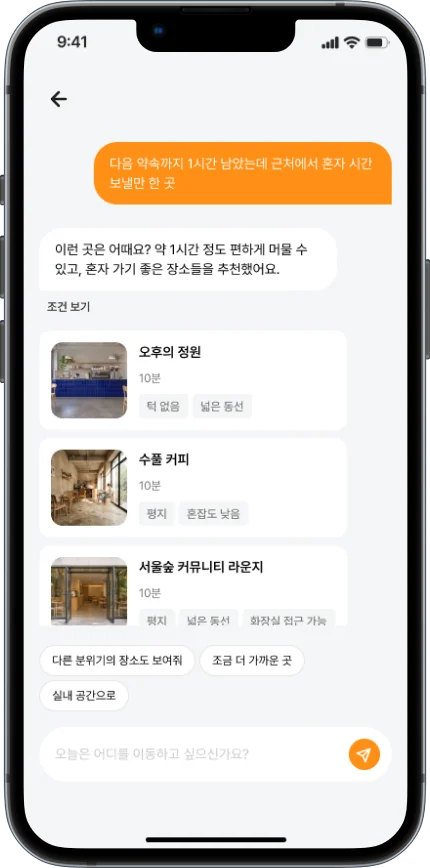 9:41
다음 약속까지 1시간 남았는데 근처에서 혼자 시간
보낼만 한 곳
이런 곳은 어때요? 약 1시간 정도 편하게 머물 수
있고, 혼자 가기 좋은 장소들을 추천했어요.
조건 보기
오후의 정원
10분
턱 없음 넓은 동선
수풀 커피
10분
평지 혼잡도 낮음
서울숲 커뮤니티 라운지
10분
평지 넓은 동선 화장실 접근 가능
다른 분위기의 장소도 보여줘 조금 더 가까운 곳
실내 공간으로
오늘은 어디를 이동하고 싶으신가요?